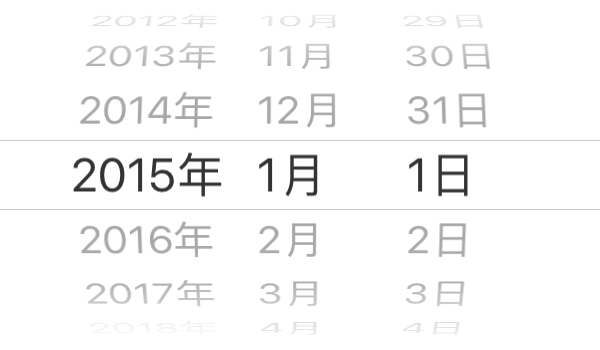 2012年 10月 29日
2013年 11月 30日
2014年 12月 31日
2015年 1月 1日
2016年 2月 2日
2017年 3月 3日
2018年 4月 4日